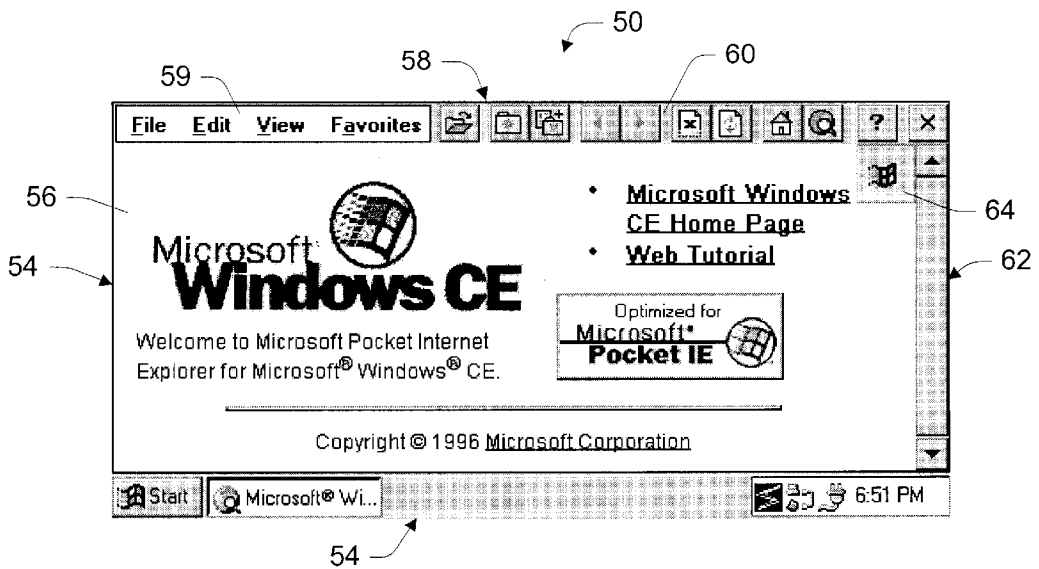 50
58
60
59
File Edit View Favorites ? ×
56
Microsoft
Windows CE
• Microsoft Windows
CE Home Page
• Web Tutorial
64
54
62
Optimized for
Microsoft®
Pocket IE
Welcome to Microsoft Pocket Internet
Explorer for Microsoft® Windows® CE.
Copyright © 1996 Microsoft Corporation
Start Microsoft® Wi... 6:51 PM
54